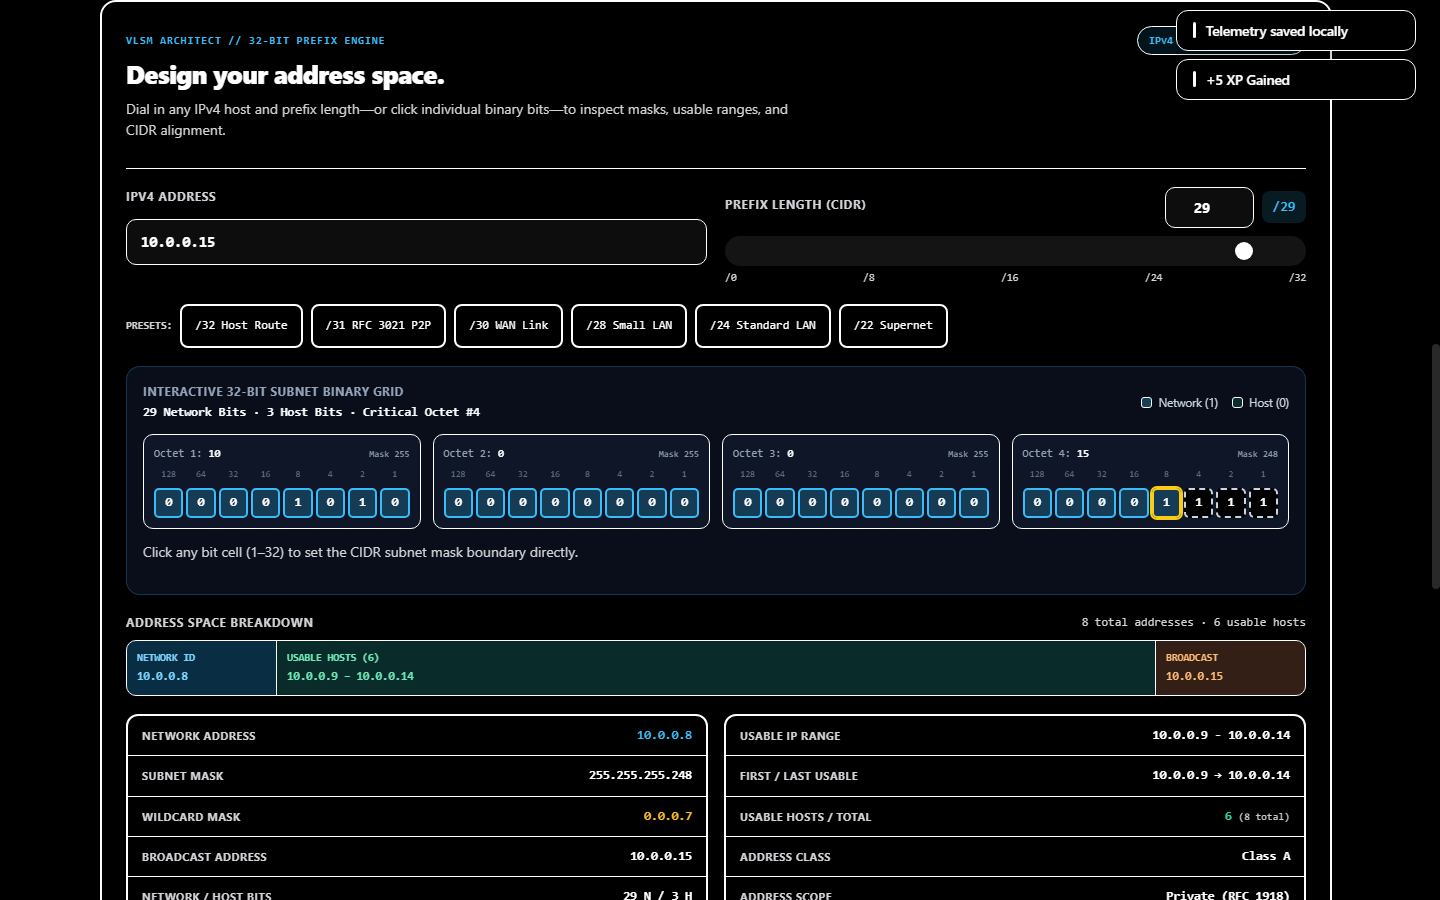 VLSM ARCHITECT // 32-BIT PREFIX ENGINE
IPv4
Telemetry saved locally
+5 XP Gained
Design your address space.
Dial in any IPv4 host and prefix length—or click individual binary bits—to inspect masks, usable ranges, and
CIDR alignment.
IPV4 ADDRESS
10.0.0.15
PREFIX LENGTH (CIDR)
29
/29
/0 /8 /16 /24 /32
PRESETS: /32 Host Route /31 RFC 3021 P2P /30 WAN Link /28 Small LAN /24 Standard LAN /22 Supernet
INTERACTIVE 32-BIT SUBNET BINARY GRID
29 Network Bits · 3 Host Bits · Critical Octet #4
Network (1) Host (0)
Octet 1: 10 Mask 255
128 64 32 16 8 4 2 1
0 0 0 0 1 0 1 0
Octet 2: 0 Mask 255
128 64 32 16 8 4 2 1
0 0 0 0 0 0 0 0
Octet 3: 0 Mask 255
128 64 32 16 8 4 2 1
0 0 0 0 0 0 0 0
Octet 4: 15 Mask 248
128 64 32 16 8 4 2 1
0 0 0 0 1 1 1 1
Click any bit cell (1–32) to set the CIDR subnet mask boundary directly.
ADDRESS SPACE BREAKDOWN
8 total addresses · 6 usable hosts
NETWORK ID
10.0.0.8
USABLE HOSTS (6)
10.0.0.9 – 10.0.0.14
BROADCAST
10.0.0.15
NETWORK ADDRESS 10.0.0.8
SUBNET MASK 255.255.255.248
WILDCARD MASK 0.0.0.7
BROADCAST ADDRESS 10.0.0.15
NETWORK / HOST BITS 29 N / 3 H
USABLE IP RANGE 10.0.0.9 - 10.0.0.14
FIRST / LAST USABLE 10.0.0.9 → 10.0.0.14
USABLE HOSTS / TOTAL 6 (8 total)
ADDRESS CLASS Class A
ADDRESS SCOPE Private (RFC 1918)